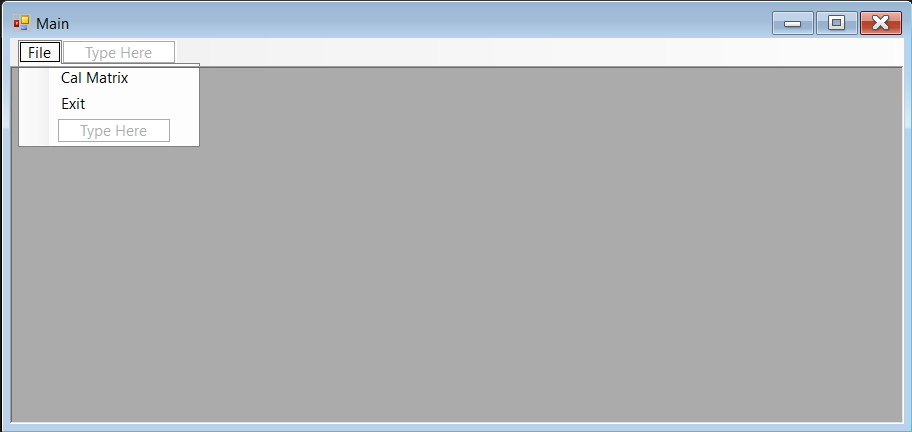 Main
File Type Here
Cal Matrix
Exit
Type Here